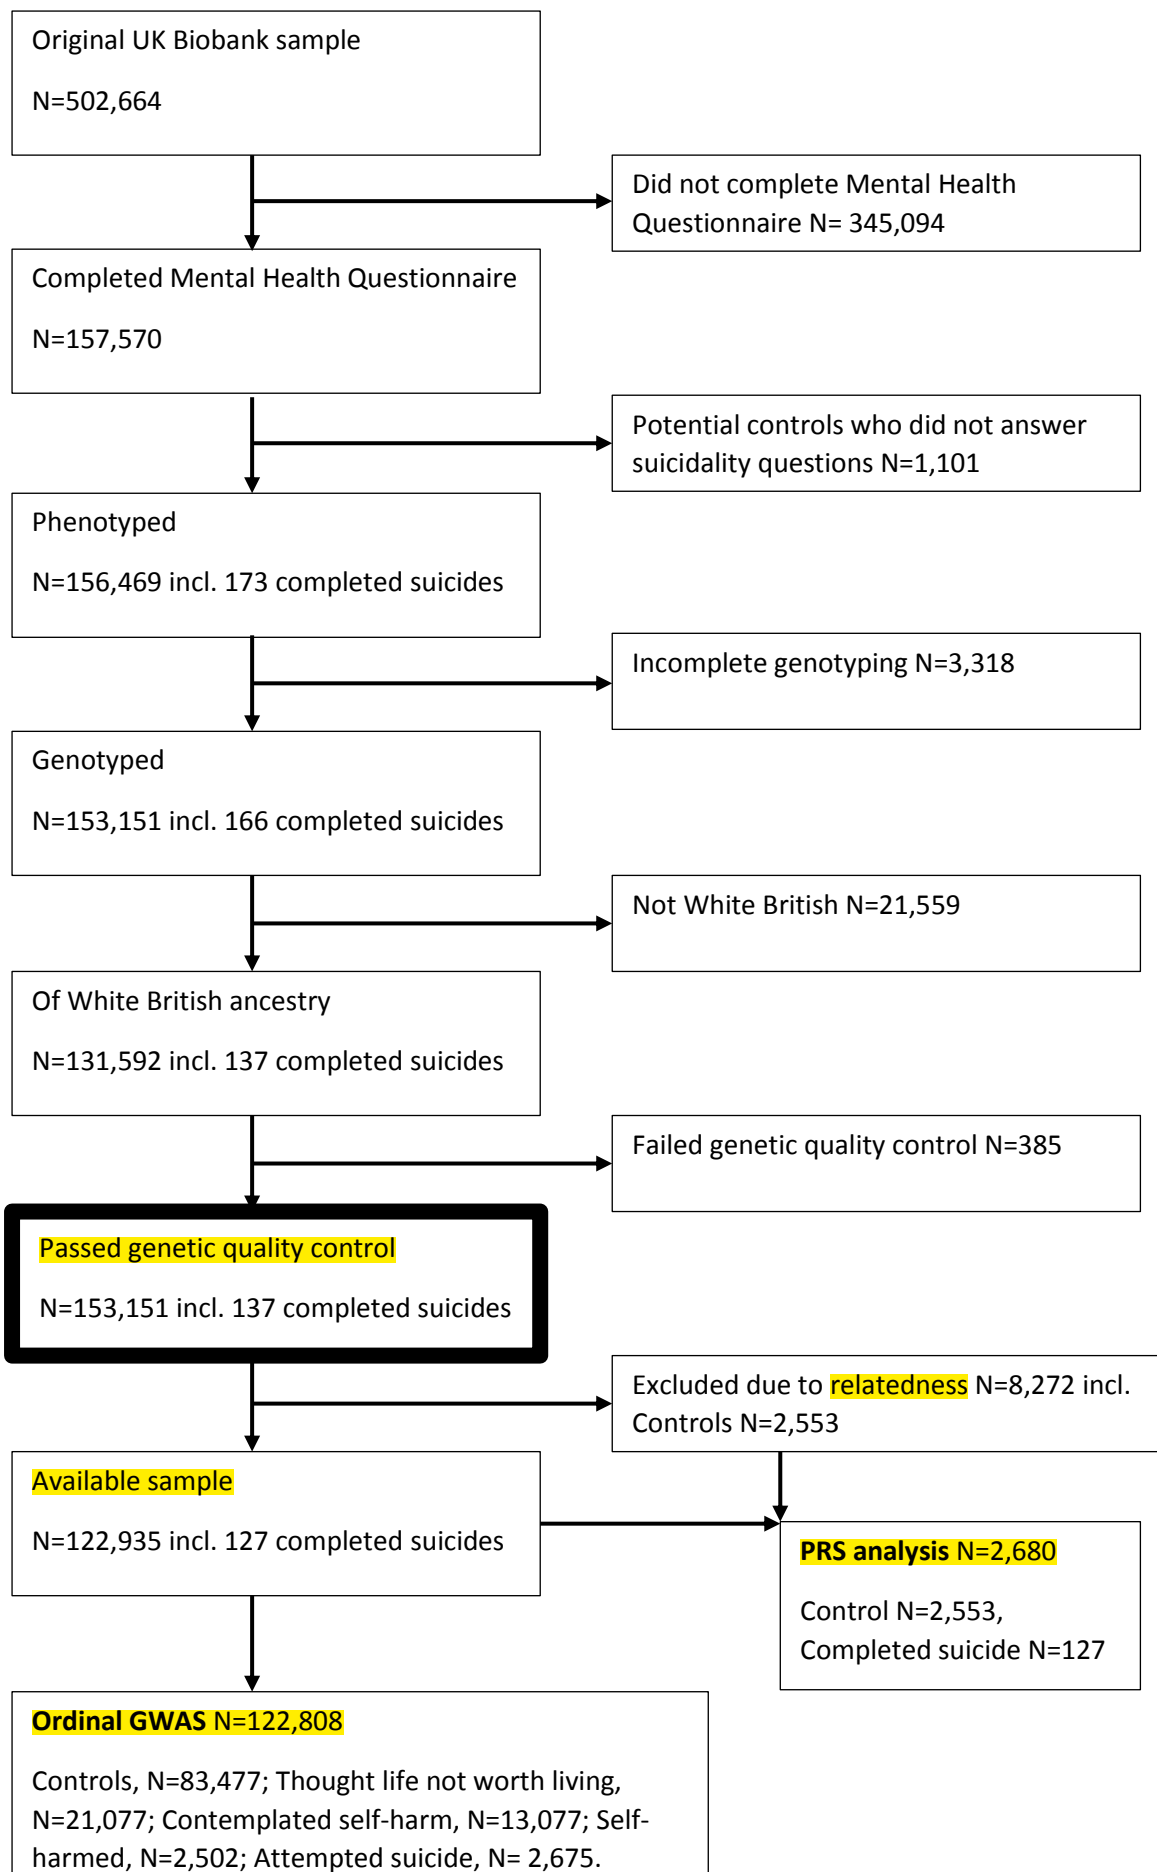 Original UK Biobank sample
N=502,664
Did not complete Mental Health
Questionnaire N= 345,094
Completed Mental Health Questionnaire
N=157,570
Potential controls who did not answer
suicidality questions N=1,101
Phenotyped
N=156,469 incl. 173 completed suicides
Incomplete genotyping N=3,318
Genotyped
N=153,151 incl. 166 completed suicides
Not White British N=21,559
Of White British ancestry
N=131,592 incl. 137 completed suicides
Failed genetic quality control N=385
Passed genetic quality control
N=153,151 incl. 137 completed suicides
Excluded due to relatedness N=8,272 incl.
Controls N=2,553
Available sample
N=122,935 incl. 127 completed suicides
PRS analysis N=2,680
Control N=2,553,
Completed suicide N=127
Ordinal GWAS N=122,808
Controls, N=83,477; Thought life not worth living,
N=21,077; Contemplated self-harm, N=13,077; Self-
harmed, N=2,502; Attempted suicide, N= 2,675.